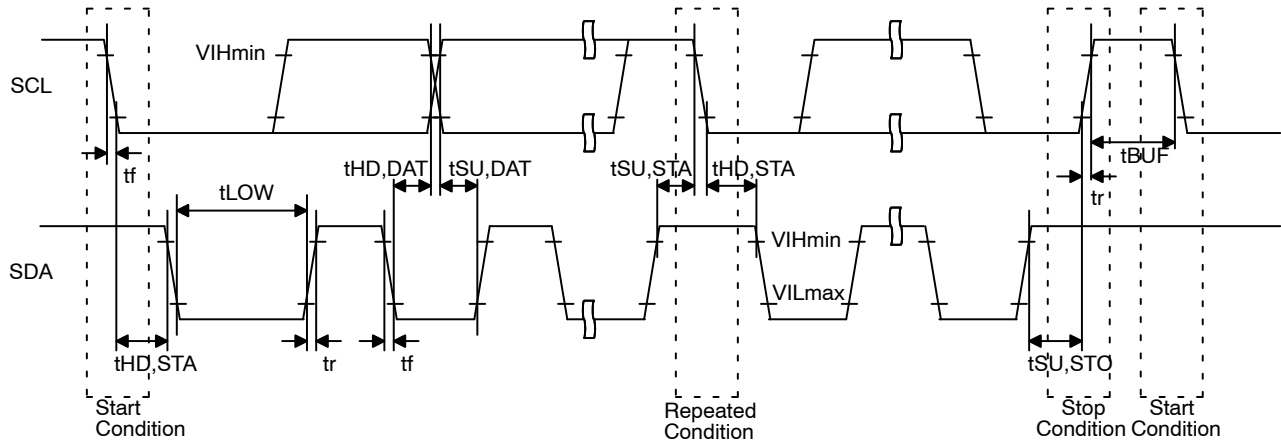 VIHmin
SCL
tf
tHD,DAT
tSU,DAT
tSU,STA
tHD,STA
tBUF
tr
tLOW
SDA
VIHmin
VILmax
tHD,STA
tr
tf
tSU,STO
Start
Condition
Repeated
Condition
Stop
Condition
Start
Condition